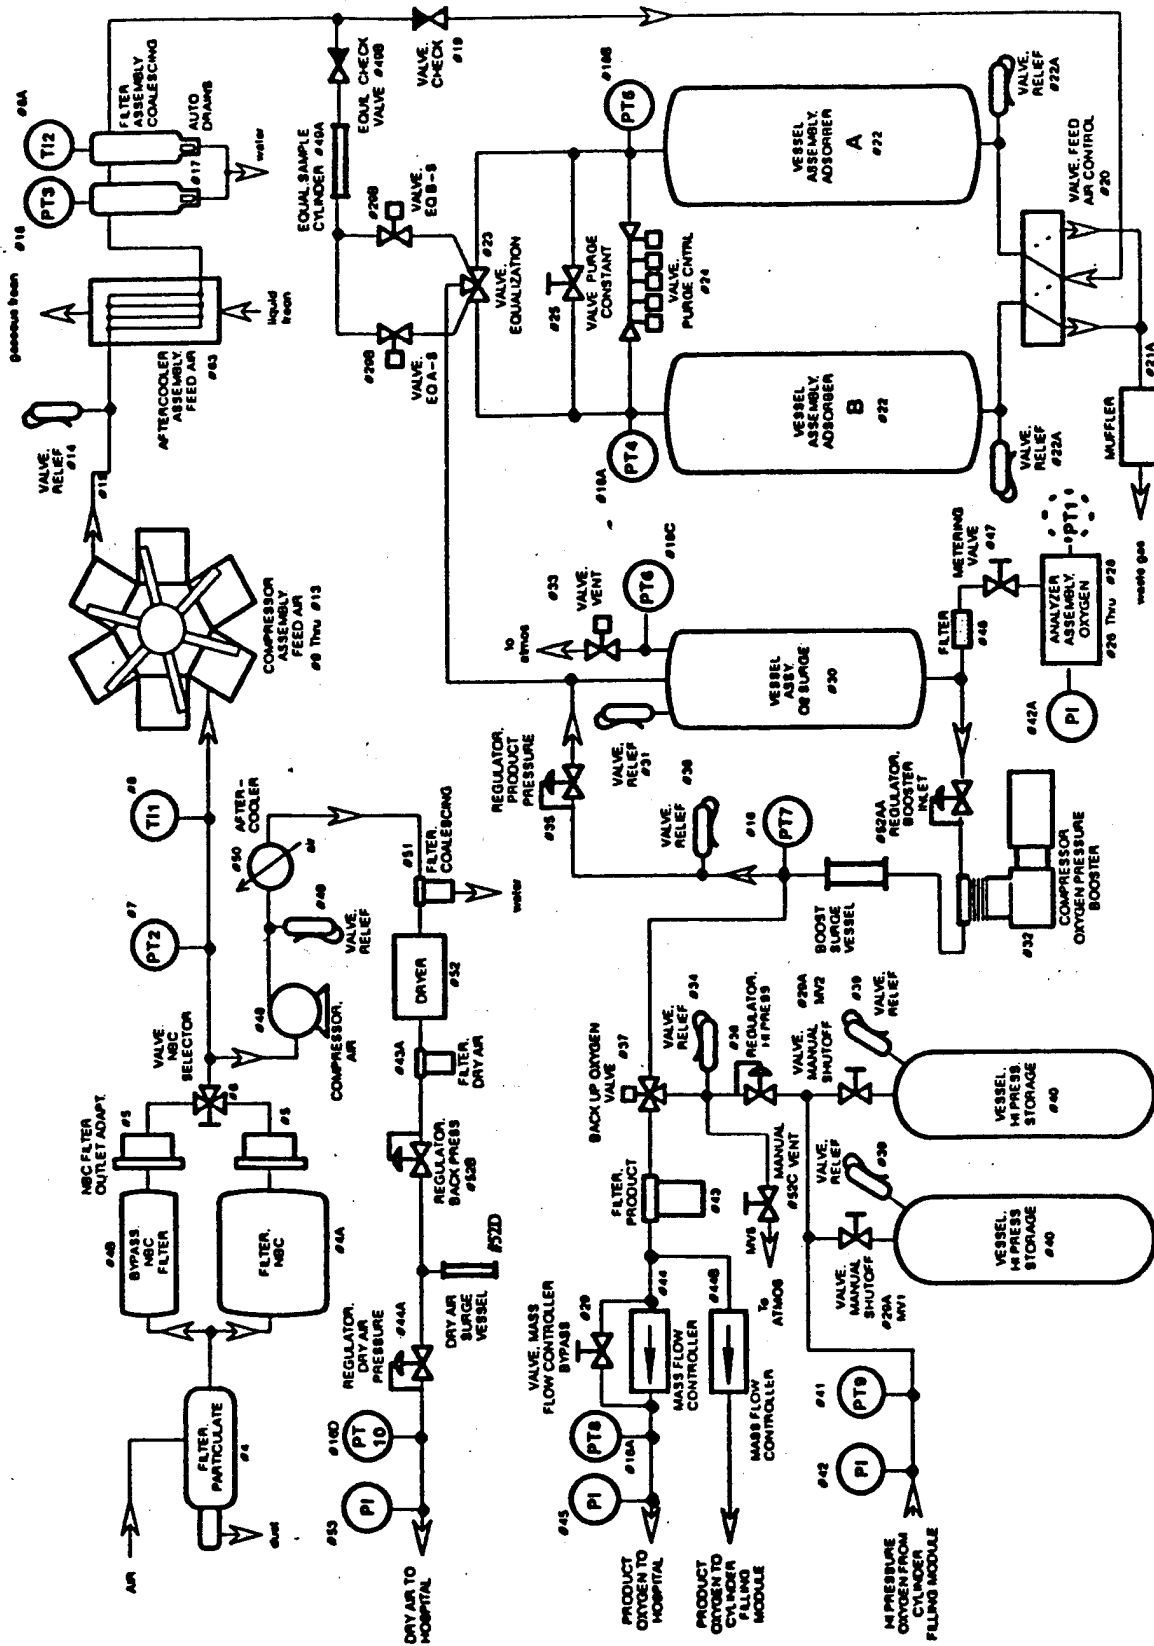 AIR
dust
FILTER,
PARTICULATE
#4
#4B
BYPASS,
NBC
FILTER
FILTER, NBC
#4A
NBC FILTER
OUTLET ADAPT.
#5
#5
VALVE,
NBC
SELECTOR
#6
#7
PT2
#8
TI1
COMPRESSOR
ASSEMBLY,
FEED AIR
#9 Thru #13
VALVE,
RELIEF
#14
gaseous freon
liquid
freon
AFTERCOOLER
ASSEMBLY,
FEED AIR
#63
PT3
TI2
#8A
FILTER
ASSEMBLY
COALESCING
AUTO
DRAINS
#17
water
#48
COMPRESSOR,
AIR
VALVE,
RELIEF
#49
#50
AFTER-
COOLER
air
#51
FILTER,
COALESCING
water
DRYER
#52
#43A
FILTER, DRY AIR
REGULATOR,
BACK PRESS
#52B
#52D
DRY AIR
SURGE
VESSEL
REGULATOR,
DRY AIR
PRESSURE
#44A
#16D
PT
10
#53
PI
DRY AIR TO
HOSPITAL
EQUAL, SAMPLE
CYLINDER #49A
EQUIL CHECK
VALVE #49B
VALVE,
CHECK
#19
#29B
VALVE,
EQ A-S
#29B
VALVE,
EQ B-S
VALVE,
EQUALIZATION
#23
#25
VALVE PURGE
CONSTANT
VALVE,
PURGE CNTRL
#24
PT4
#18A
PT5
#18B
VESSEL
ASSEMBLY,
ADSORBER
B
#22
VESSEL
ASSEMBLY,
ADSORBER
A
#22
VALVE,
RELIEF
#22A
VALVE,
RELIEF
#22A
VALVE, FEED
AIR CONTROL
#20
#21A
MUFFLER
waste gas
to
atmos
#33
VALVE,
VENT
PT6
#18C
VALVE,
RELIEF
#31
VESSEL
ASSY,
O2 SURGE
#30
FILTER
#46
METERING
VALVE
#47
ANALYZER
ASSEMBLY,
OXYGEN
#26 Thru #28
PT1
PI
#42A
REGULATOR,
PRODUCT
PRESSURE
#35
VALVE,
RELIEF
PT7
#52AA
REGULATOR,
BOOSTER
INLET
BOOST
SURGE
VESSEL
#32
COMPRESSOR
OXYGEN PRESSURE
BOOSTER
BACK UP OXYGEN
VALVE
#37
VALVE,
RELIEF
#34
REGULATOR,
HI PRESS
MANUAL
#52C VENT
MV5
To
ATMOS
FILTER,
PRODUCT
#43
VALVE, MASS
FLOW CONTROLLER
BYPASS
#29
#44
MASS FLOW
CONTROLLER
#44B
MASS FLOW
CONTROLLER
PT8
#16A
PI
#45
PRODUCT
OXYGEN TO
HOSPITAL
PRODUCT
OXYGEN TO
CYLINDER
FILLING
MODULE
VALVE,
MANUAL
SHUTOFF
#29A
MV1
VALVE,
MANUAL
SHUTOFF
#29A
MV2
VALVE,
RELIEF
#39
VALVE,
RELIEF
#39
VESSEL,
HI PRESS
STORAGE
#40
VESSEL,
HI PRESS.
STORAGE
#40
#41
PT9
#42
PI
HI PRESSURE
OXYGEN FROM
CYLINDER
FILLING MODULE